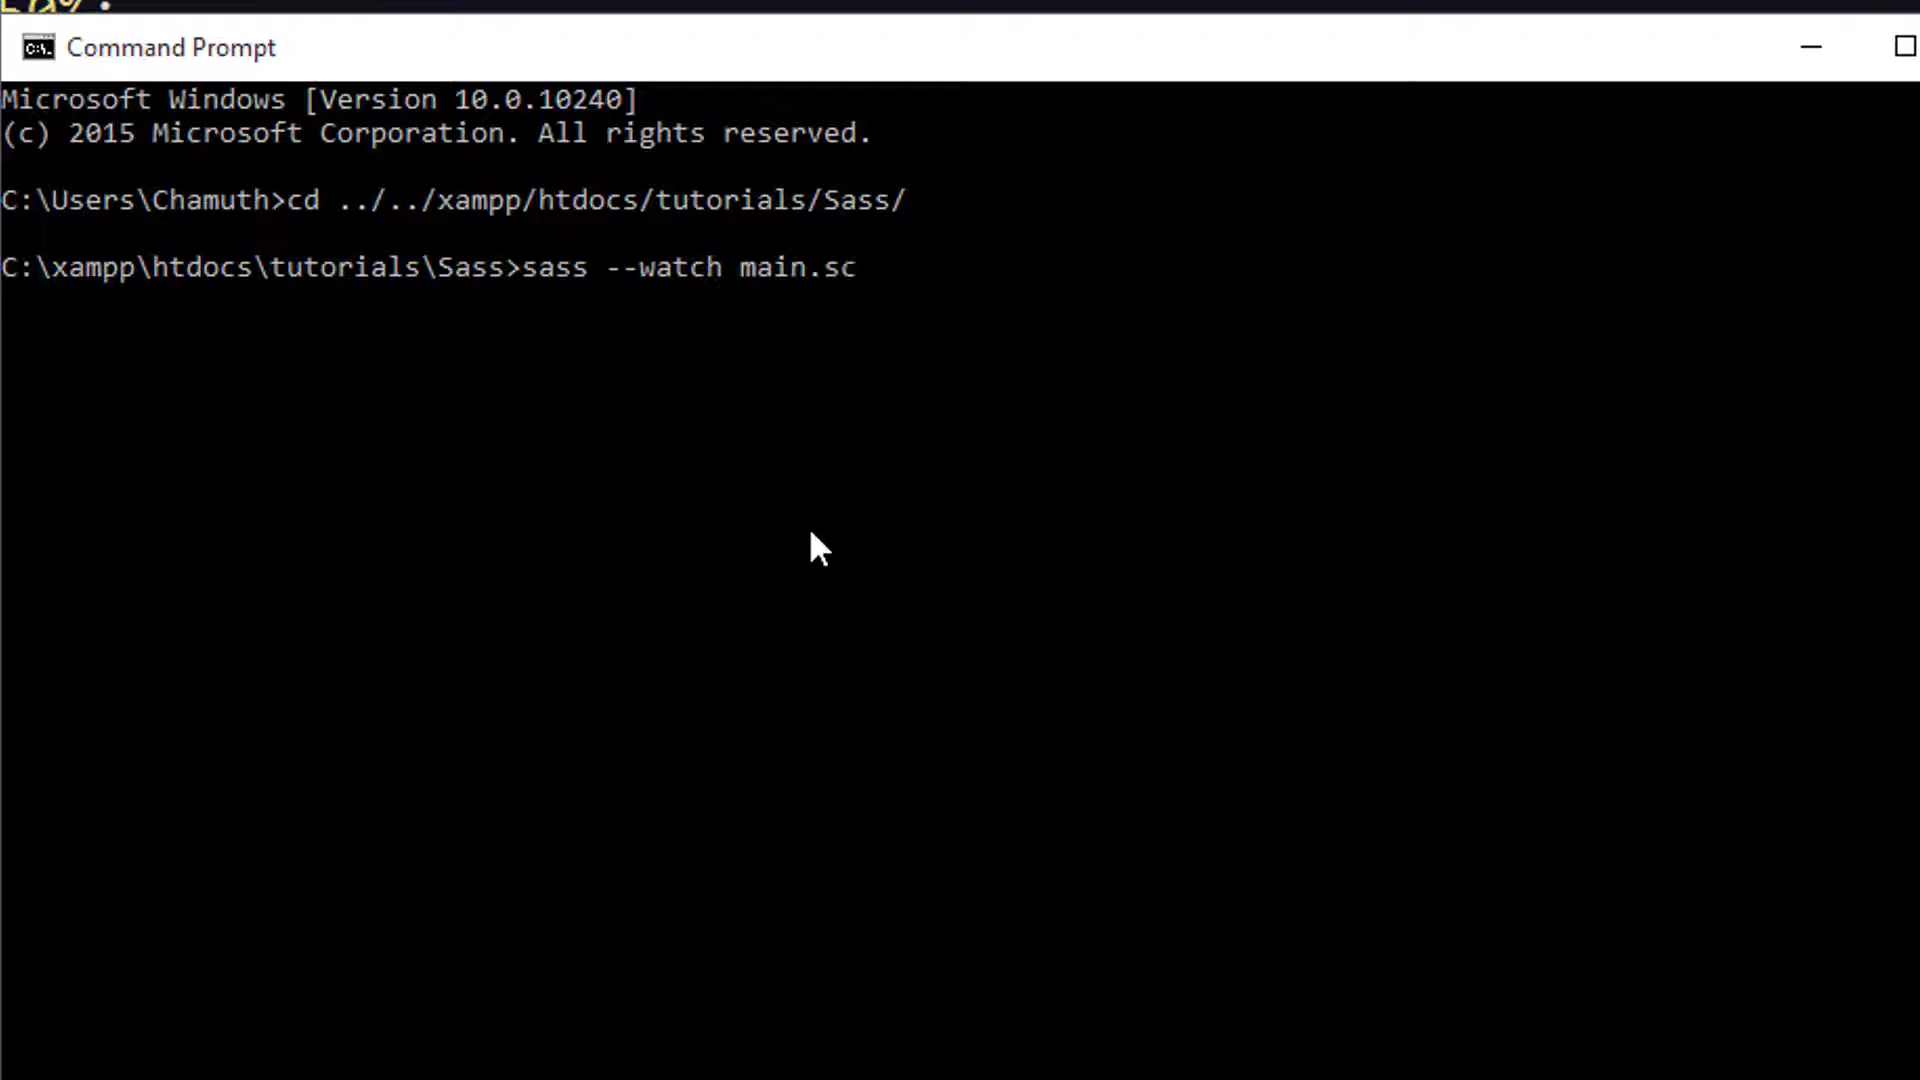 Command Prompt
Microsoft Windows [Version 10.0.10240]
(c) 2015 Microsoft Corporation. All rights reserved.
C:\Users\Chamuth>cd ../../xampp/htdocs/tutorials/Sass/
C:\xampp\htdocs\tutorials\Sass>sass --watch main.sc